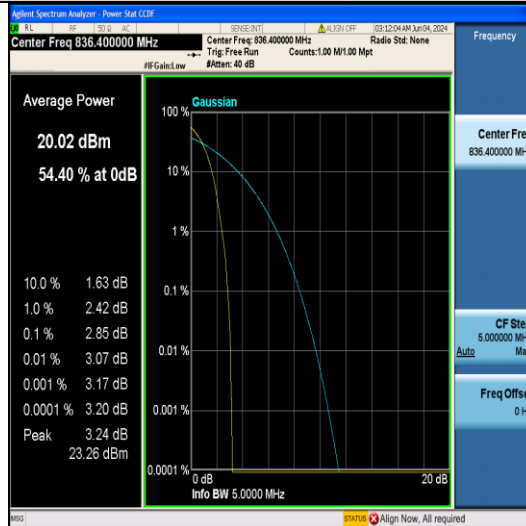 Agilent Spectrum Analyzer - Power Stat CCDF
RL RF 50 Ω AC SENSE:INT ALIGN OFF 03:12:04 AM Jun 04, 2024
Center Freq 836.400000 MHz
Center Freq: 836.400000 MHz Radio Std: None
Trig: Free Run Counts:1.00 M/1.00 Mpt
#IFGain:Low #Atten: 40 dB
Frequency
Average Power
20.02 dBm
54.40 % at 0dB
10.0 % 1.63 dB
1.0 % 2.42 dB
0.1 % 2.85 dB
0.01 % 3.07 dB
0.001 % 3.17 dB
0.0001 % 3.20 dB
Peak 3.24 dB
23.26 dBm
Gaussian
100 %
10 %
1 %
0.1 %
0.01 %
0.001 %
0.0001 %
0 dB 20 dB
Info BW 5.0000 MHz
Center Fre
836.400000 MH
CF Ste
5.000000 MH
Auto Ma
Freq Offse
0 H
MSG STATUS Align Now, All required